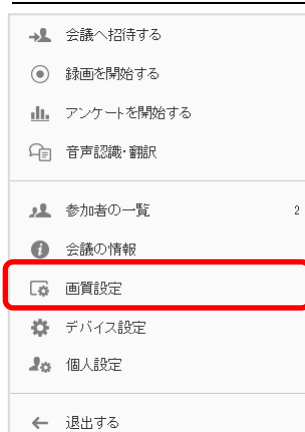 会議へ招待する
録画を開始する
アンケートを開始する
音声認識・翻訳
参加者の一覧 2
会議の情報
画質設定
デバイス設定
個人設定
退出する